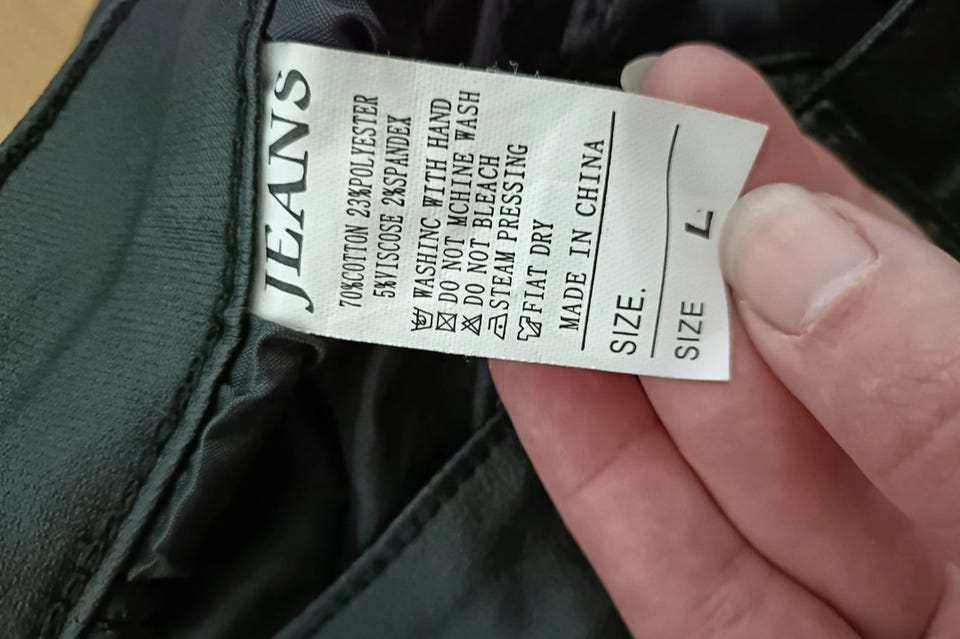 JEANS
70%COTTON 23%POLYESTER
5%VISCOSE 2%SPANDEX
WASHINC WITH HAND
DO NOT MCHINE WASH
DO NOT BLEACH
STEAM PRESSING
FIAT DRY
MADE IN CHINA
SIZE.
SIZE L